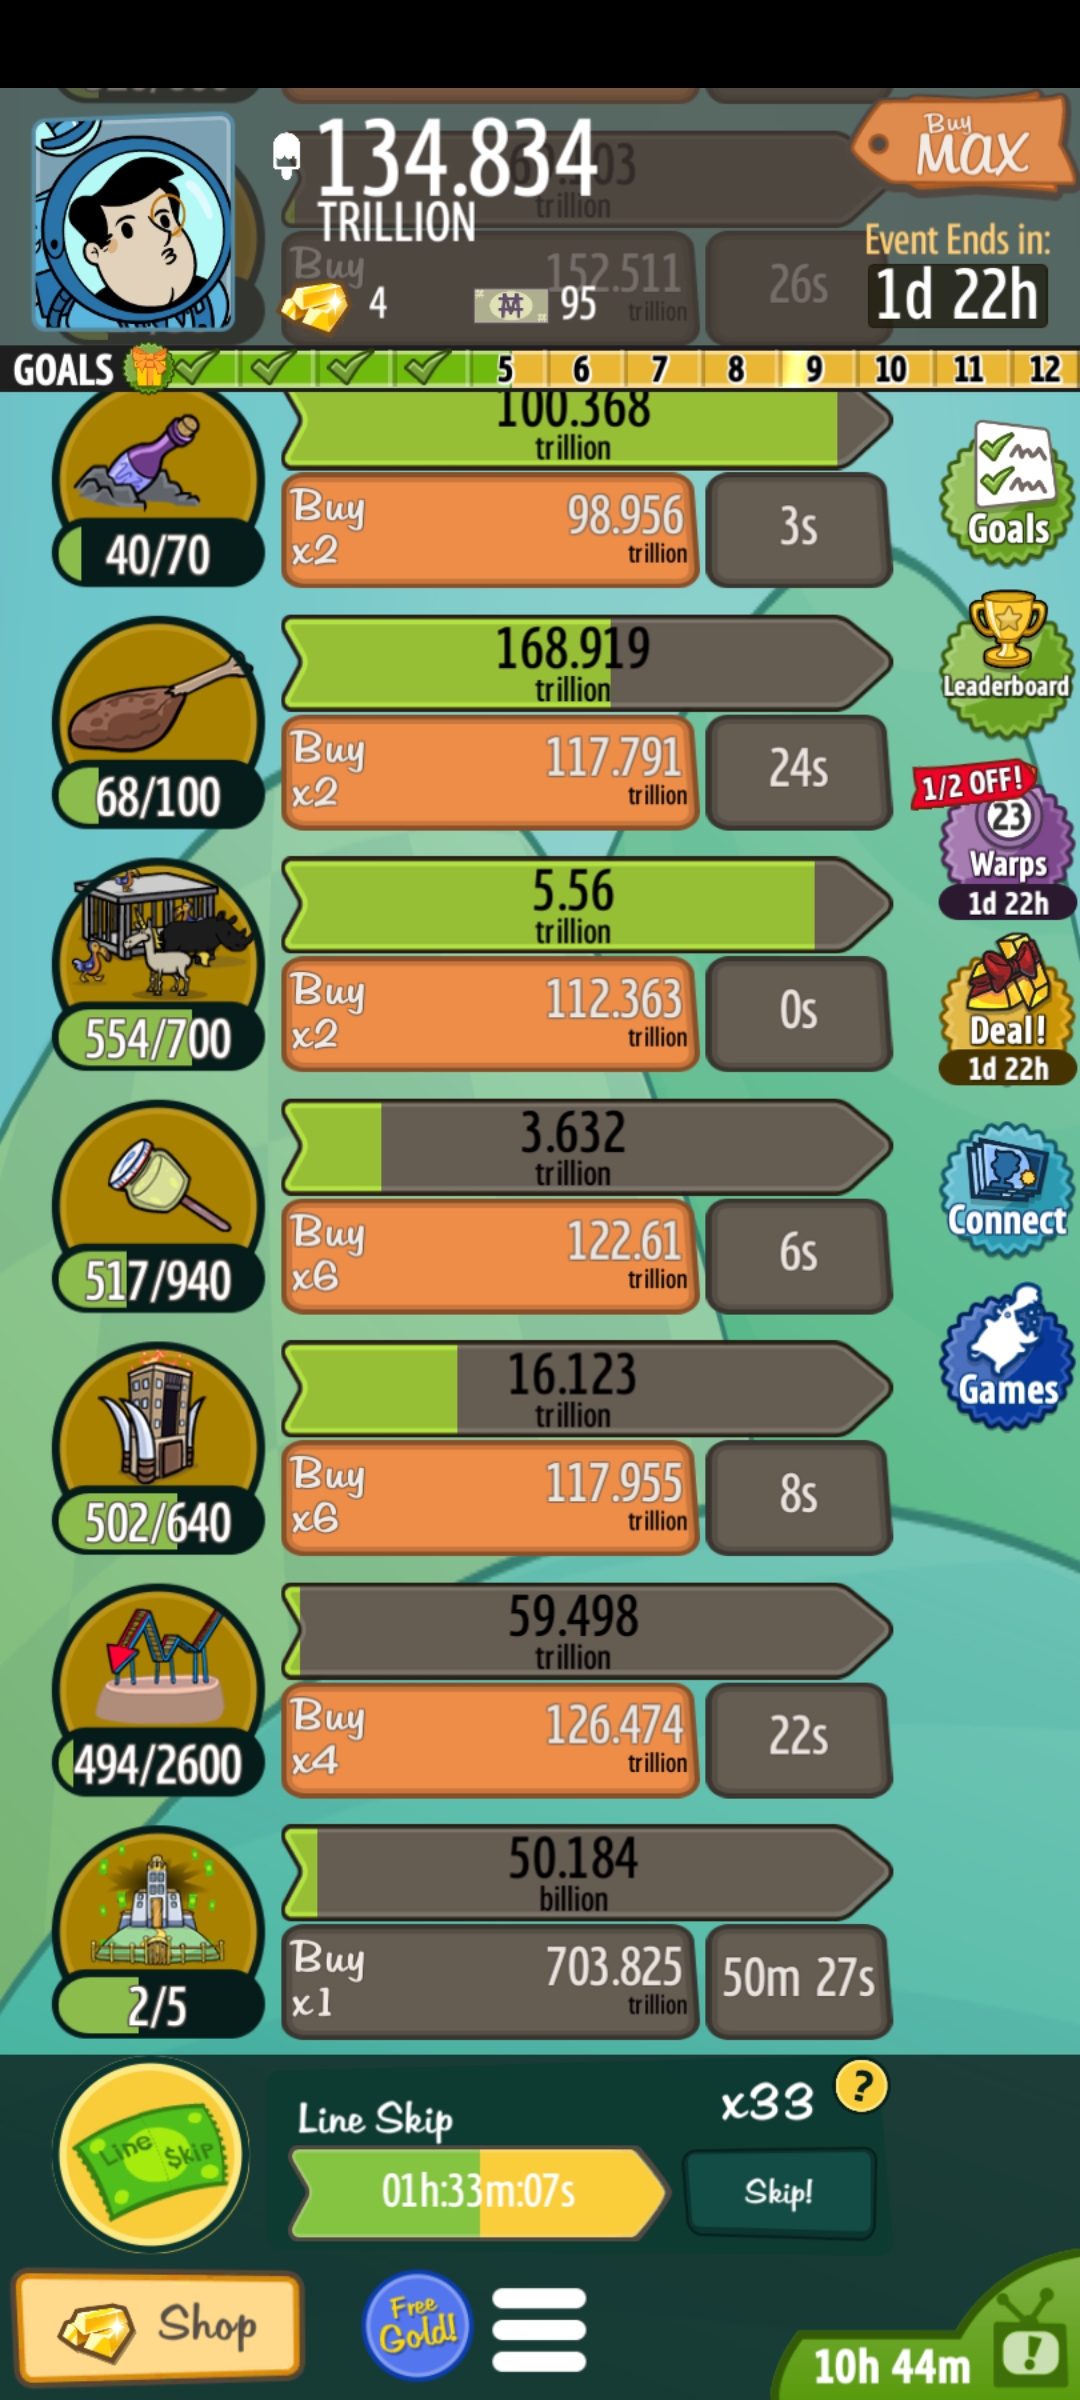 134.834
TRILLION
Buy
MAX
trillion
Event Ends in:
1d 22h
Buy
152.511
trillion
26s
4
95
GOALS
5 6 7 8 9 10 11 12
100.368
trillion
Buy
x2
98.956
trillion
3s
40/70
Goals
168.919
trillion
Buy
x2
117.791
trillion
24s
68/100
Leaderboard
1/2 OFF!
23
Warps
1d 22h
5.56
trillion
Buy
x2
112.363
trillion
0s
554/700
Deal!
1d 22h
3.632
trillion
Buy
x6
122.61
trillion
6s
517/940
Connect
16.123
trillion
Buy
x6
117.955
trillion
8s
502/640
Games
59.498
trillion
Buy
x4
126.474
trillion
22s
494/2600
50.184
billion
Buy
x1
703.825
trillion
50m 27s
2/5
Line $kip
Line Skip
x33
?
01h:33m:07s
Skip!
Shop
Free
Gold!
10h 44m
!